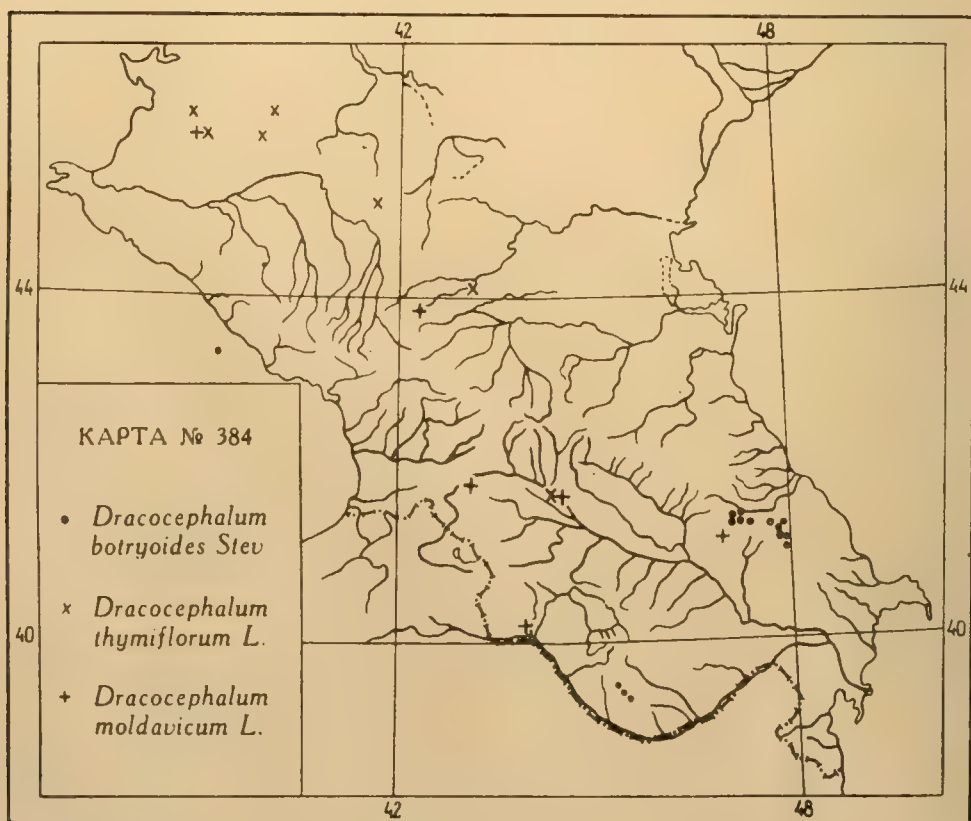 42 48
44 44
КАРТА № 384
• Dracocephalum
botryoides Stev
× Dracocephalum
thymiflorum L.
40 40
+ Dracocephalum
moldavicum L.
42 48